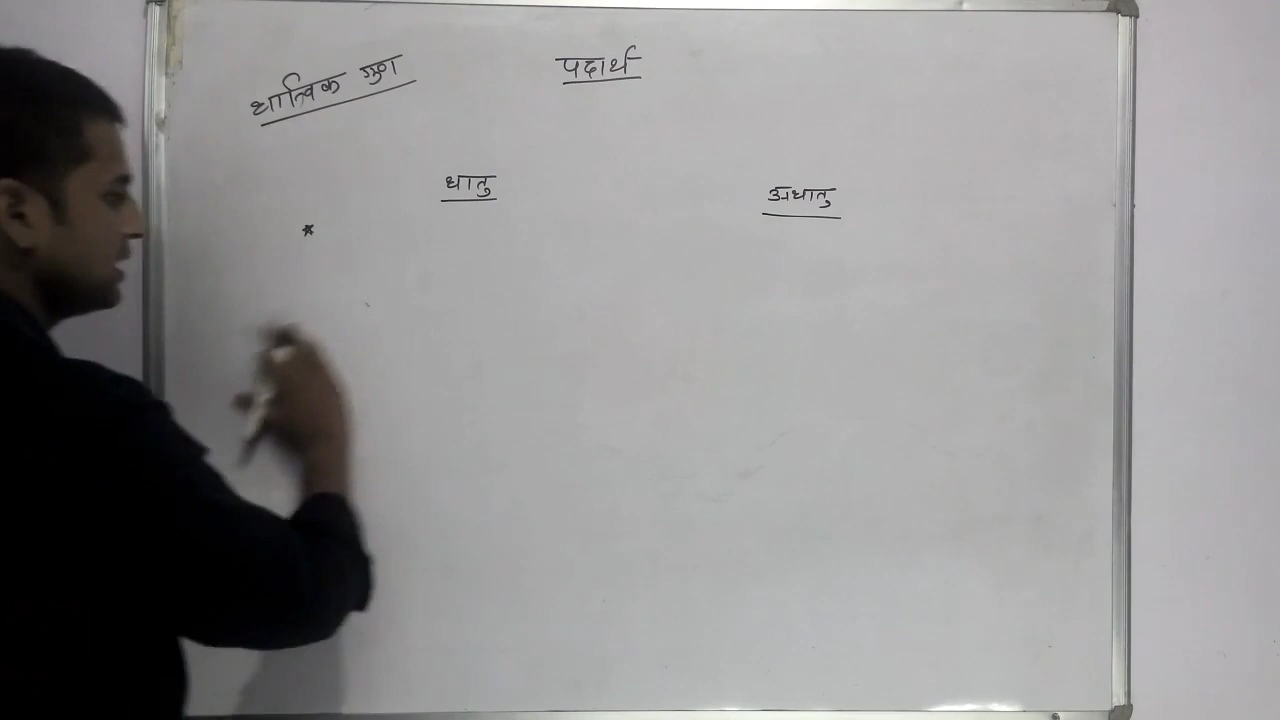 धात्विक गुण
पदार्थ
धातु
अधातु
*